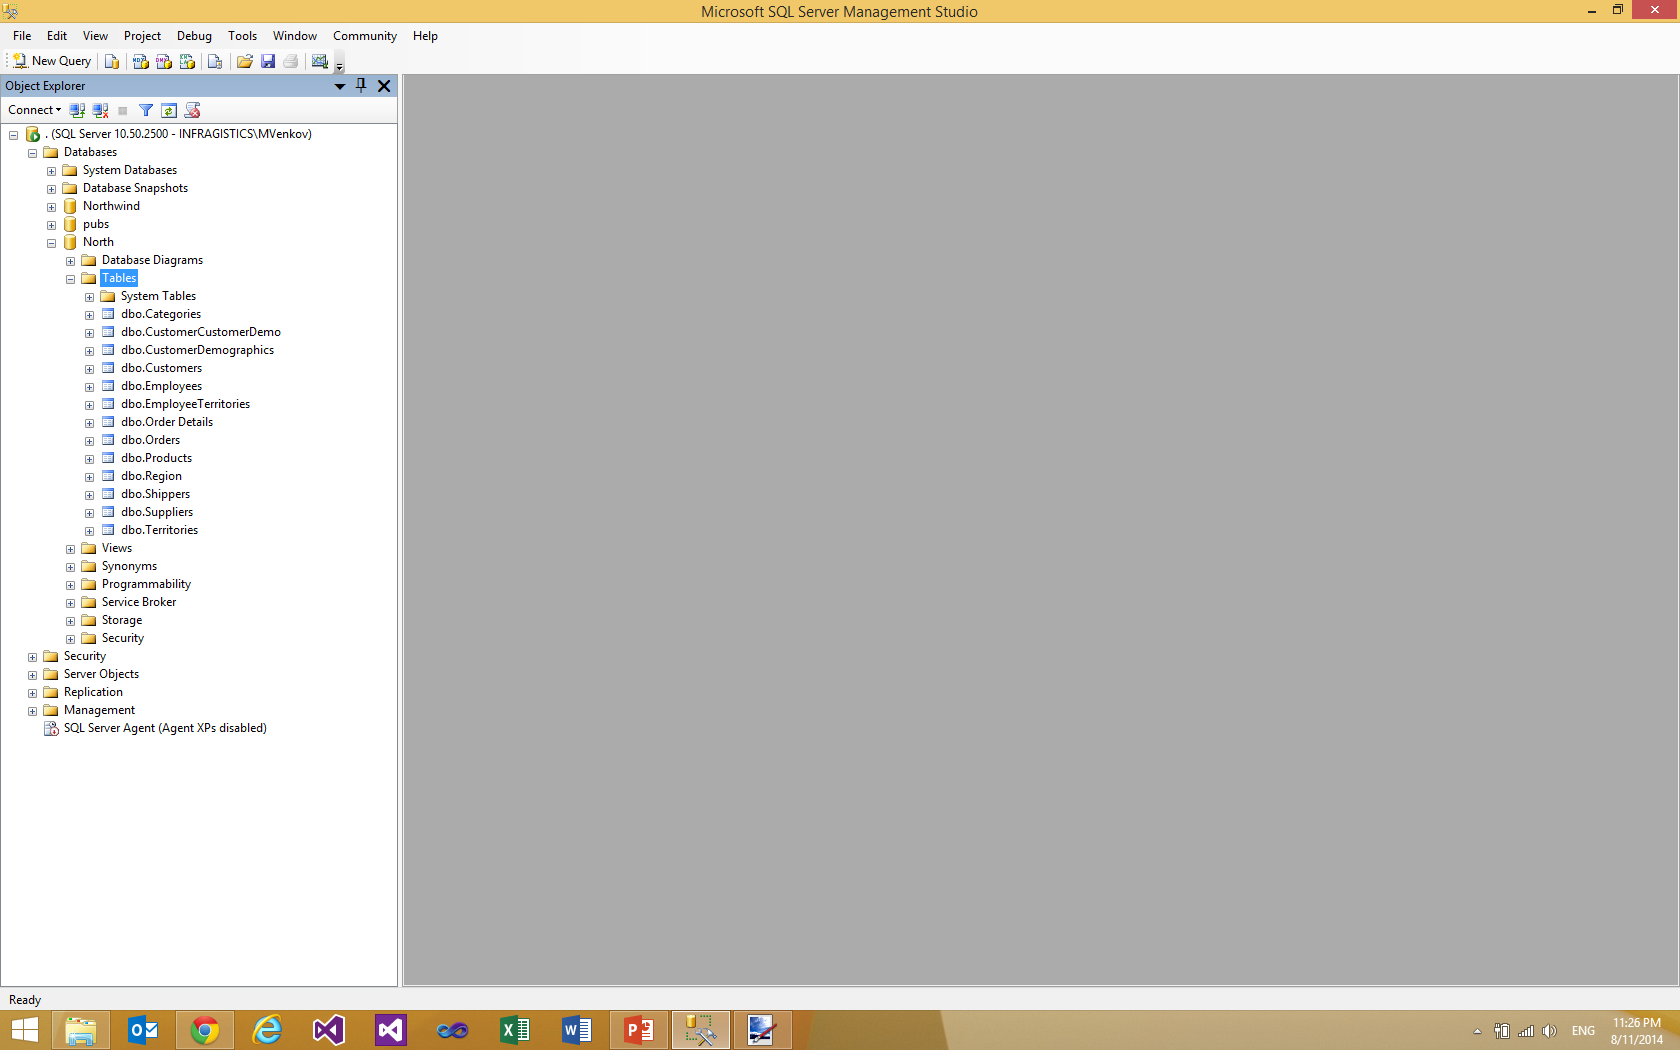 Microsoft SQL Server Management Studio
File Edit View Project Debug Tools Window Community Help
New Query
Object Explorer
Connect
. (SQL Server 10.50.2500 - INFRAGISTICS\MVenkov)
Databases
System Databases
Database Snapshots
Northwind
pubs
North
Database Diagrams
Tables
System Tables
dbo.Categories
dbo.CustomerCustomerDemo
dbo.CustomerDemographics
dbo.Customers
dbo.Employees
dbo.EmployeeTerritories
dbo.Order Details
dbo.Orders
dbo.Products
dbo.Region
dbo.Shippers
dbo.Suppliers
dbo.Territories
Views
Synonyms
Programmability
Service Broker
Storage
Security
Security
Server Objects
Replication
Management
SQL Server Agent (Agent XPs disabled)
Ready
ENG
11:26 PM
8/11/2014